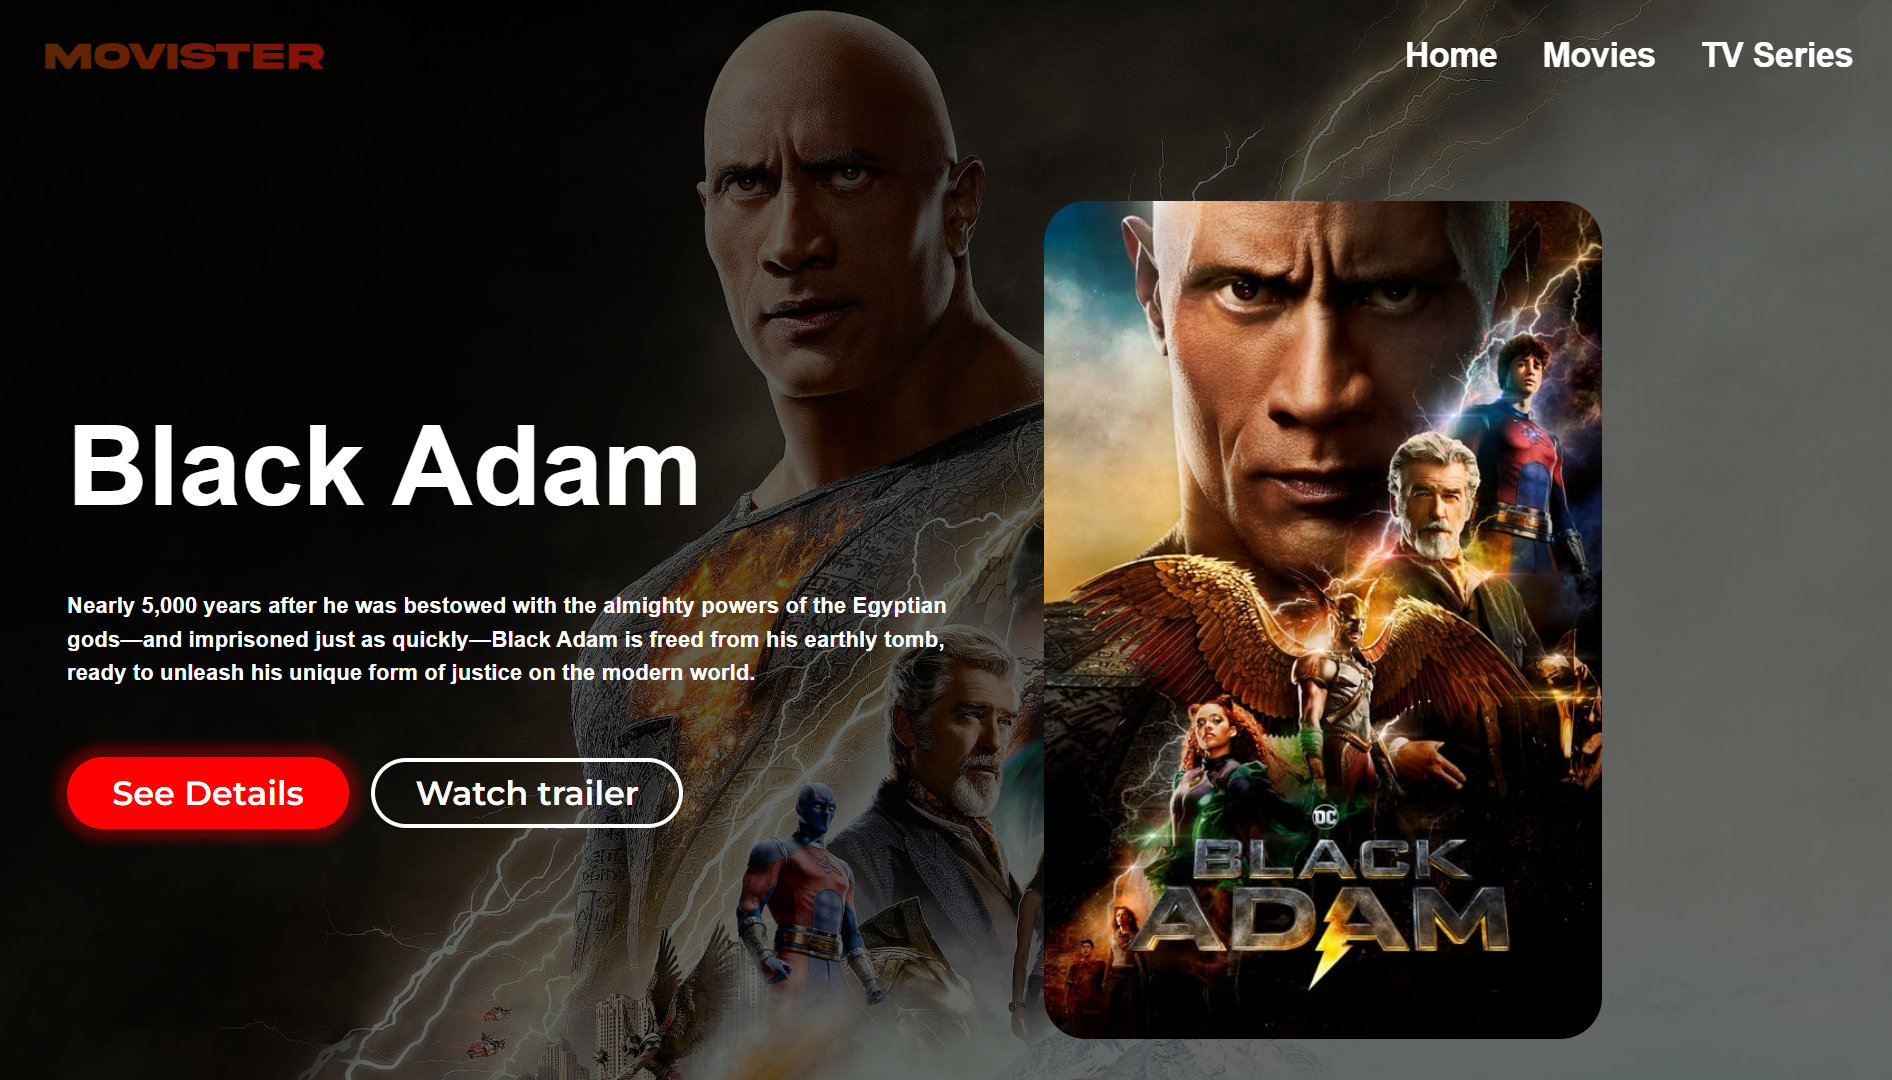 MOVISTER
Home Movies TV Series
Black Adam
Nearly 5,000 years after he was bestowed with the almighty powers of the Egyptian
gods—and imprisoned just as quickly—Black Adam is freed from his earthly tomb,
ready to unleash his unique form of justice on the modern world.
See Details Watch trailer
DC
BLACK
ADAM